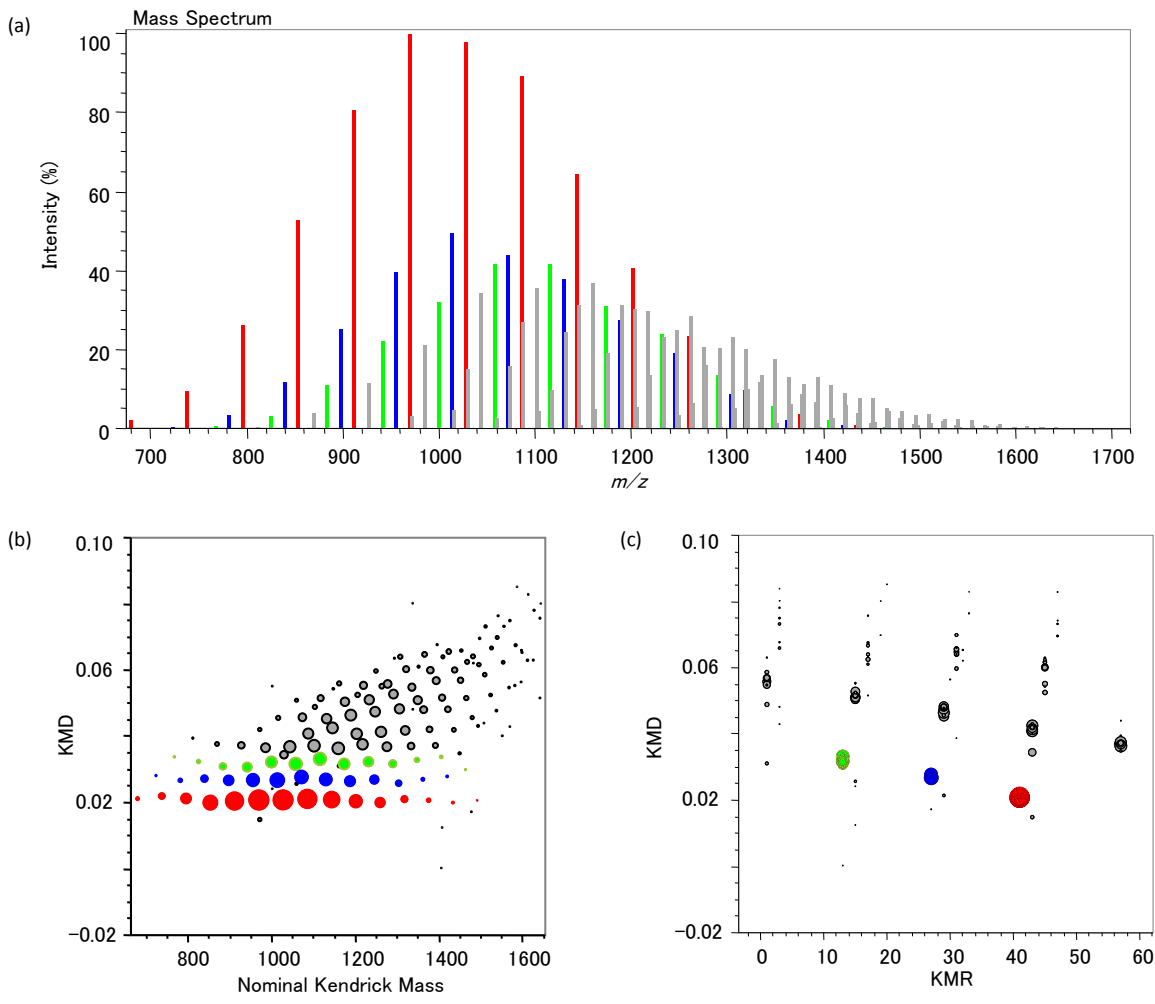 (a)
Mass Spectrum
Intensity (%)
100
80
60
40
20
0
700 800 900 1000 1100 1200 1300 1400 1500 1600 1700
m/z
(b)
KMD
0.10
0.06
0.02
−0.02
800 1000 1200 1400 1600
Nominal Kendrick Mass
(c)
KMD
0.10
0.06
0.02
−0.02
0 10 20 30 40 50 60
KMR